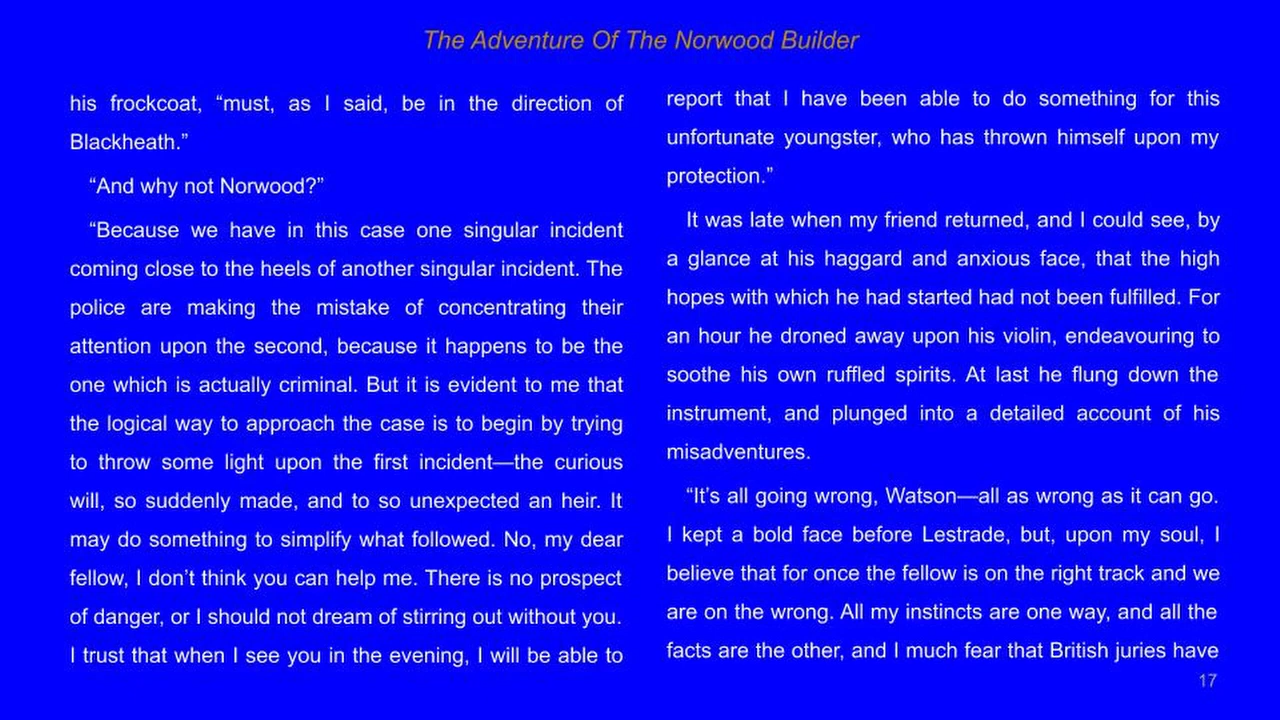 The Adventure Of The Norwood Builder
his frockcoat, “must, as I said, be in the direction of
Blackheath.”
“And why not Norwood?”
“Because we have in this case one singular incident
coming close to the heels of another singular incident. The
police are making the mistake of concentrating their
attention upon the second, because it happens to be the
one which is actually criminal. But it is evident to me that
the logical way to approach the case is to begin by trying
to throw some light upon the first incident—the curious
will, so suddenly made, and to so unexpected an heir. It
may do something to simplify what followed. No, my dear
fellow, I don’t think you can help me. There is no prospect
of danger, or I should not dream of stirring out without you.
I trust that when I see you in the evening, I will be able to
report that I have been able to do something for this
unfortunate youngster, who has thrown himself upon my
protection.”
It was late when my friend returned, and I could see, by
a glance at his haggard and anxious face, that the high
hopes with which he had started had not been fulfilled. For
an hour he droned away upon his violin, endeavouring to
soothe his own ruffled spirits. At last he flung down the
instrument, and plunged into a detailed account of his
misadventures.
“It’s all going wrong, Watson—all as wrong as it can go.
I kept a bold face before Lestrade, but, upon my soul, I
believe that for once the fellow is on the right track and we
are on the wrong. All my instincts are one way, and all the
facts are the other, and I much fear that British juries have
17